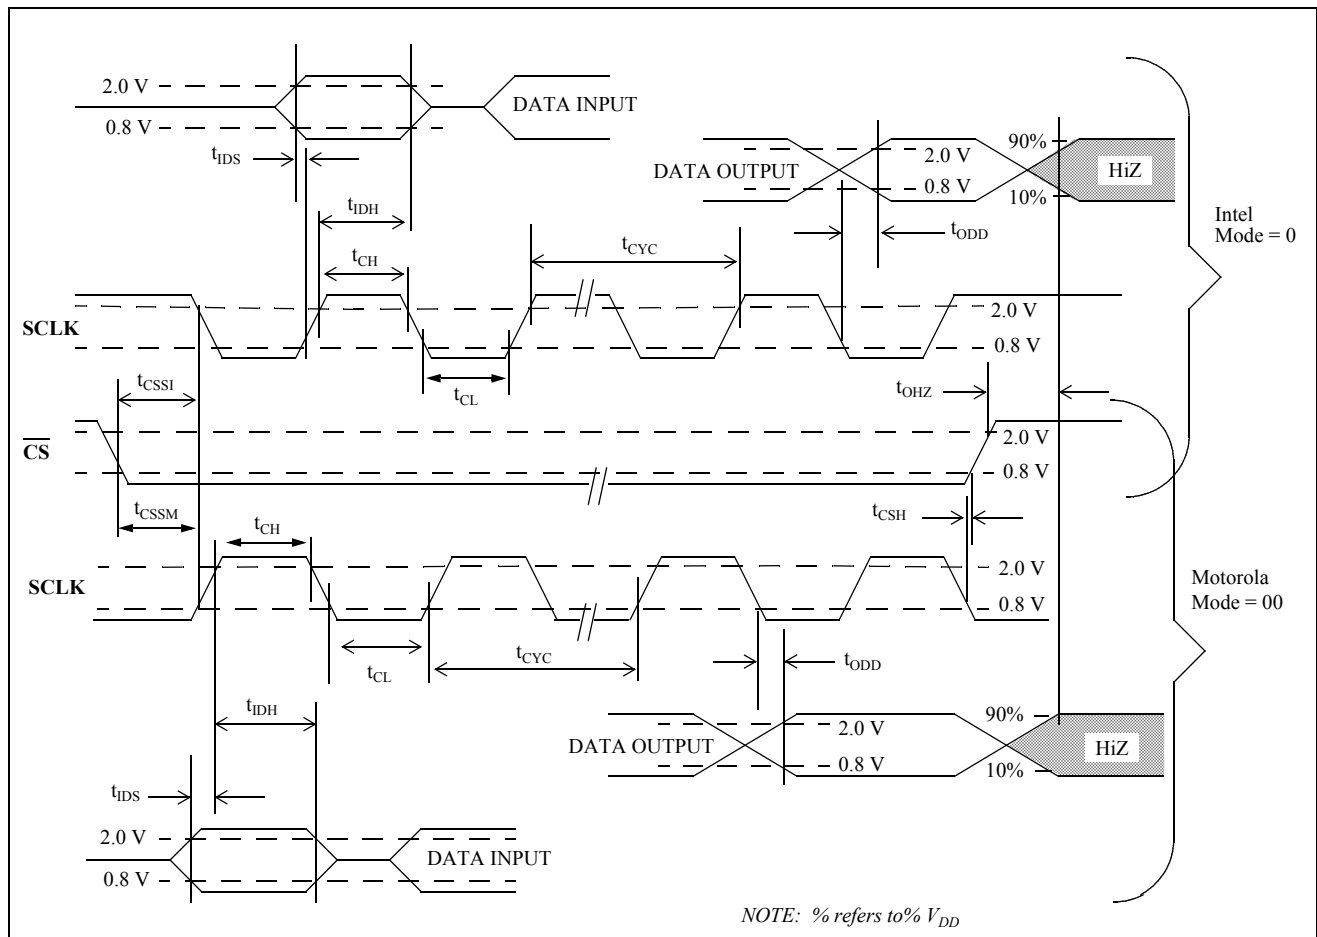 2.0 V
DATA INPUT
0.8 V
tIDS
90%
2.0 V
DATA OUTPUT
HiZ
0.8 V
10%
tIDH
Intel
Mode = 0
tODD
tCYC
tCH
2.0 V
SCLK
0.8 V
tCSSI
tCL
tOHZ
CS
2.0 V
0.8 V
tCSSM
tCH
tCSH
2.0 V
SCLK
0.8 V
Motorola
Mode = 00
tCYC
tODD
tCL
tIDH
90%
2.0 V
DATA OUTPUT
HiZ
0.8 V
10%
tIDS
2.0 V
DATA INPUT
0.8 V
NOTE: % refers to% VDD